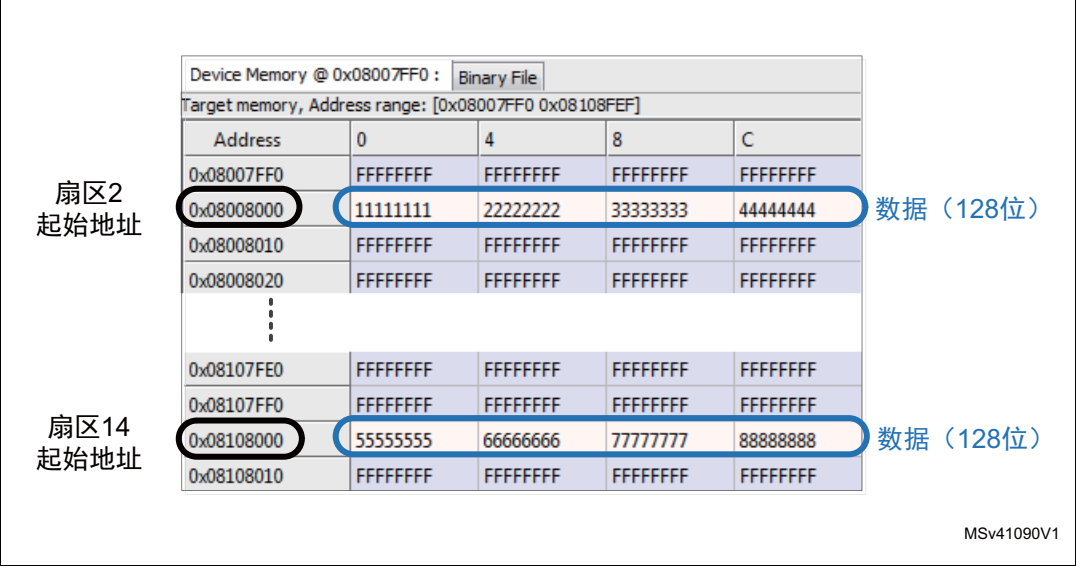 Device Memory @ 0x08007FF0 : Binary File
Target memory, Address range: [0x08007FF0 0x08108FEF]
Address 0 4 8 C
0x08007FF0 FFFFFFFF FFFFFFFF FFFFFFFF FFFFFFFF
扇区2
起始地址
0x08008000 11111111 22222222 33333333 44444444
数据（128位）
0x08008010 FFFFFFFF FFFFFFFF FFFFFFFF FFFFFFFF
0x08008020 FFFFFFFF FFFFFFFF FFFFFFFF FFFFFFFF
0x08107FE0 FFFFFFFF FFFFFFFF FFFFFFFF FFFFFFFF
0x08107FF0 FFFFFFFF FFFFFFFF FFFFFFFF FFFFFFFF
扇区14
起始地址
0x08108000 55555555 66666666 77777777 88888888
数据（128位）
0x08108010 FFFFFFFF FFFFFFFF FFFFFFFF FFFFFFFF
MSv41090V1